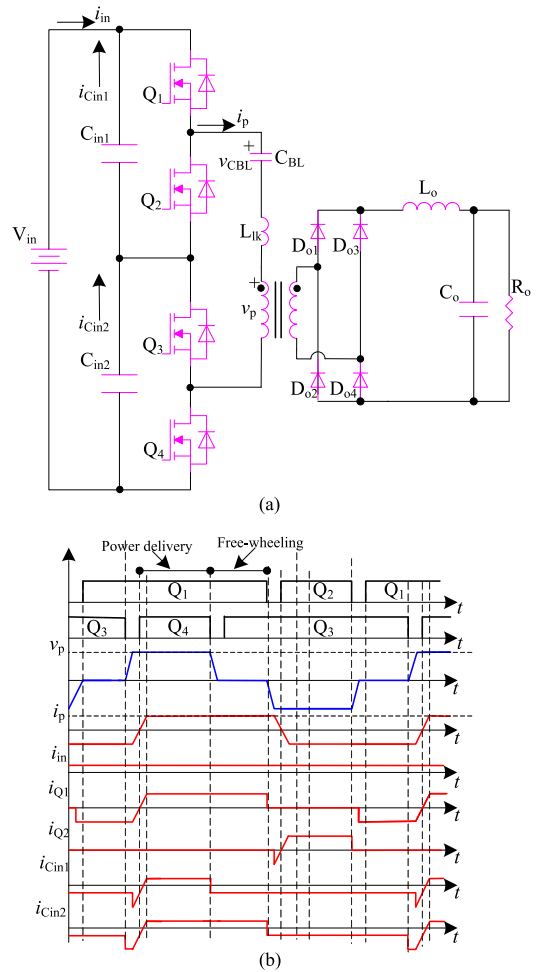 i_in
i_Cin1
Q_1
i_p
C_in1
v_CBL + C_BL
Q_2
L_o
V_in
L_lk
D_o1 D_o3
+
i_Cin2
v_p
C_o R_o
Q_3
C_in2
D_o2 D_o4
Q_4
(a)
Power delivery Free-wheeling
Q_1 Q_2 Q_1 t
Q_3 Q_4 Q_3 t
v_p
t
i_p
t
i_in
t
i_Q1
t
i_Q2
t
i_Cin1
t
i_Cin2
t
(b)